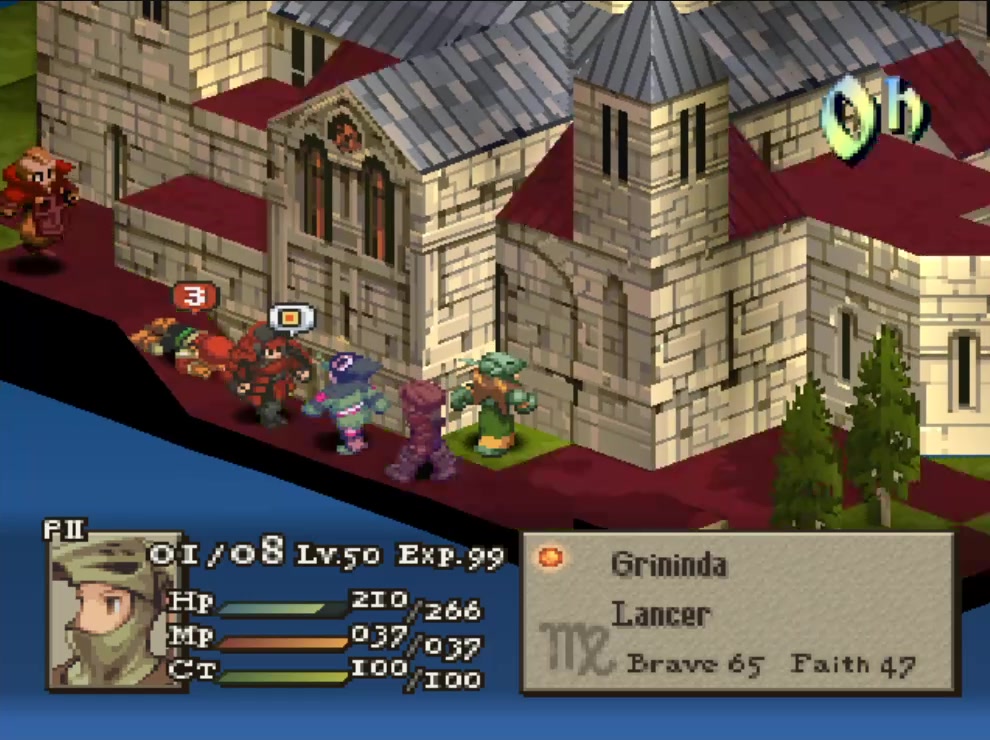 0h
3
P.II
01/08 Lv.50 Exp.99
Hp 210/266
Mp 037/037
CT 100/100
Grininda
Lancer
Brave 65 Faith 47